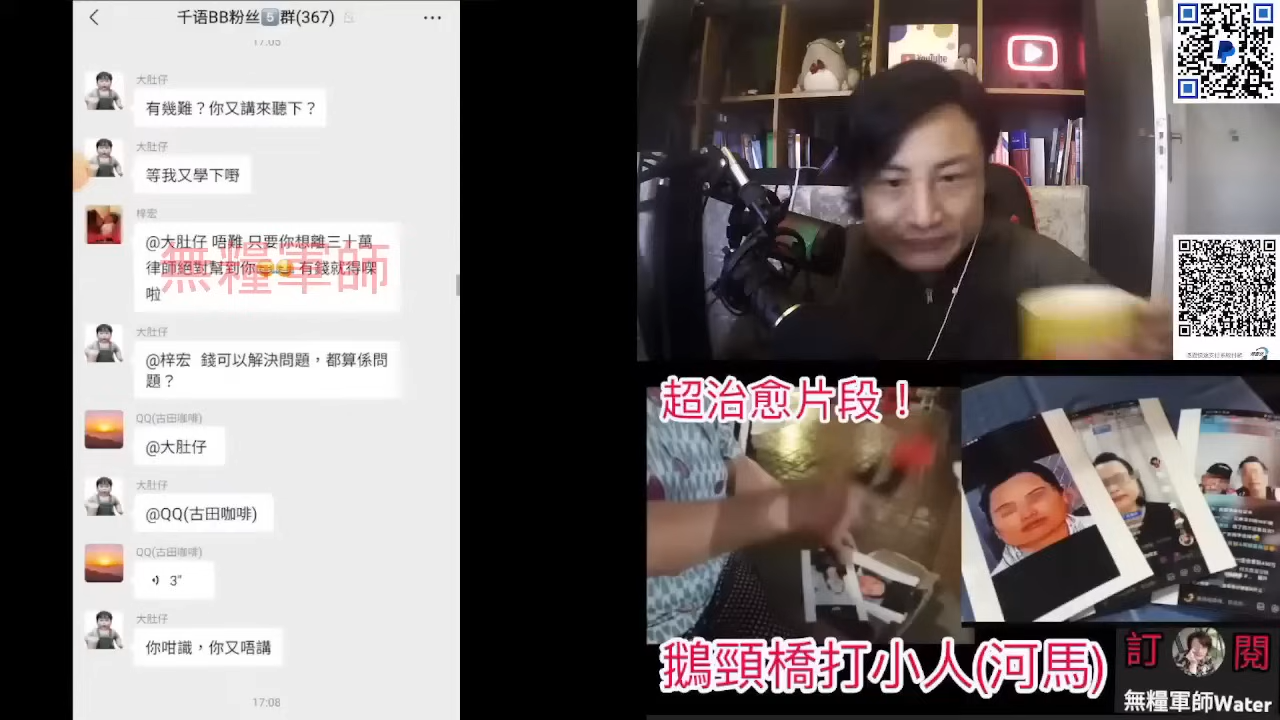 千语BB粉丝5群(367)
17:05
大肚仔
有幾難？你又講來聽下？
大肚仔
等我又學下嘢
梓宏
@大肚仔 唔難 只要你想離三十萬
律師絕對幫到你😂😂 有錢就得㗎
啦
無糧軍師
大肚仔
@梓宏 錢可以解決問題，都算係問
題？
QQ(古田咖啡)
@大肚仔
大肚仔
@QQ(古田咖啡)
QQ(古田咖啡)
3"
大肚仔
你咁識，你又唔講
17:08
YouTube
超治愈片段！
鵝頸橋打小人(河馬)
訂 閱
無糧軍師Water